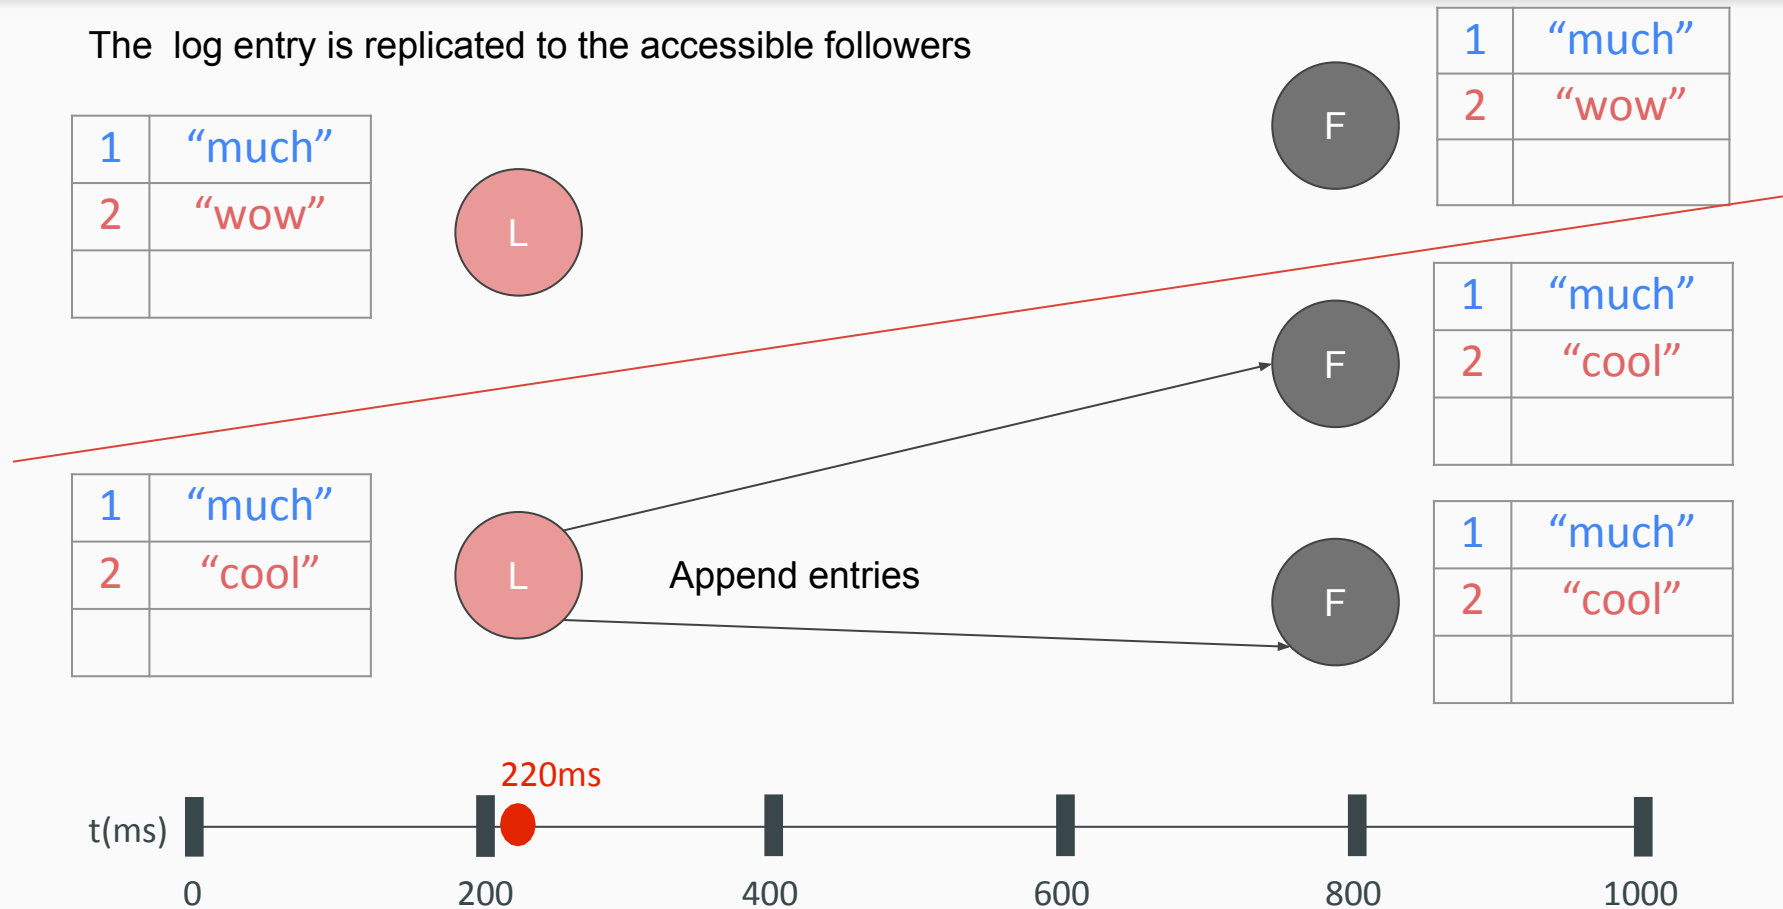 The  log entry is replicated to the accessible followers
1 “much”
2 “wow”
L
F
1 “much”
2 “wow”
F
1 “much”
2 “cool”
1 “much”
2 “cool”
L
Append entries
F
1 “much”
2 “cool”
220ms
t(ms)
0 200 400 600 800 1000